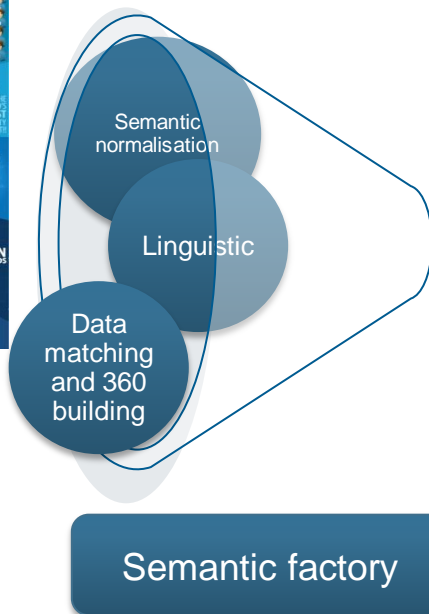 Semantic
normalisation
Linguistic
Data
matching
and 360
building
Semantic factory